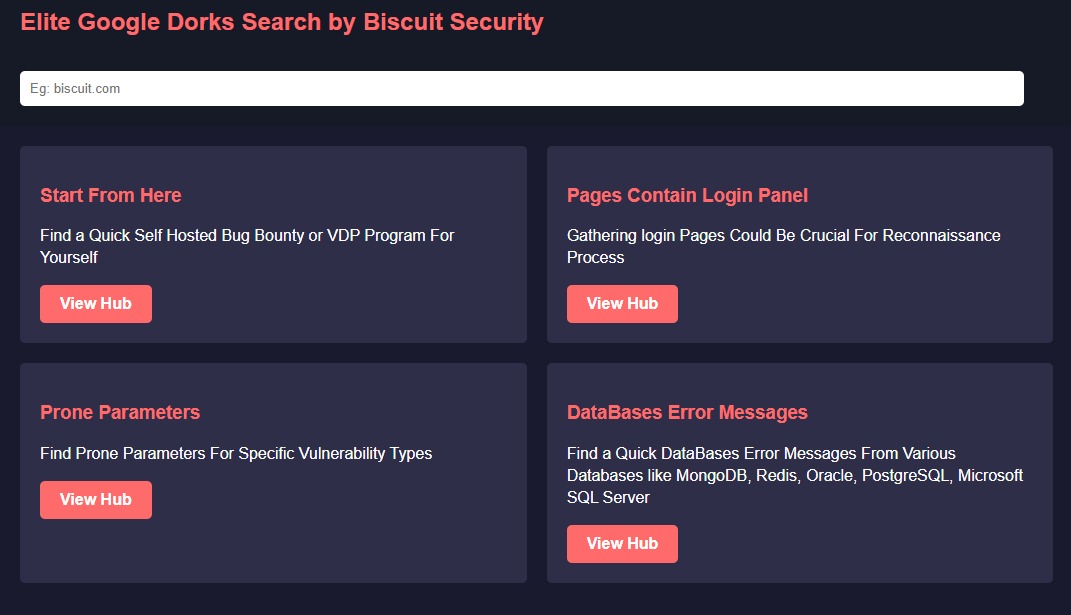 Elite Google Dorks Search by Biscuit Security
Eg: biscuit.com
Start From Here
Find a Quick Self Hosted Bug Bounty or VDP Program For
Yourself
View Hub
Pages Contain Login Panel
Gathering login Pages Could Be Crucial For Reconnaissance
Process
View Hub
Prone Parameters
Find Prone Parameters For Specific Vulnerability Types
View Hub
DataBases Error Messages
Find a Quick DataBases Error Messages From Various
Databases like MongoDB, Redis, Oracle, PostgreSQL, Microsoft
SQL Server
View Hub